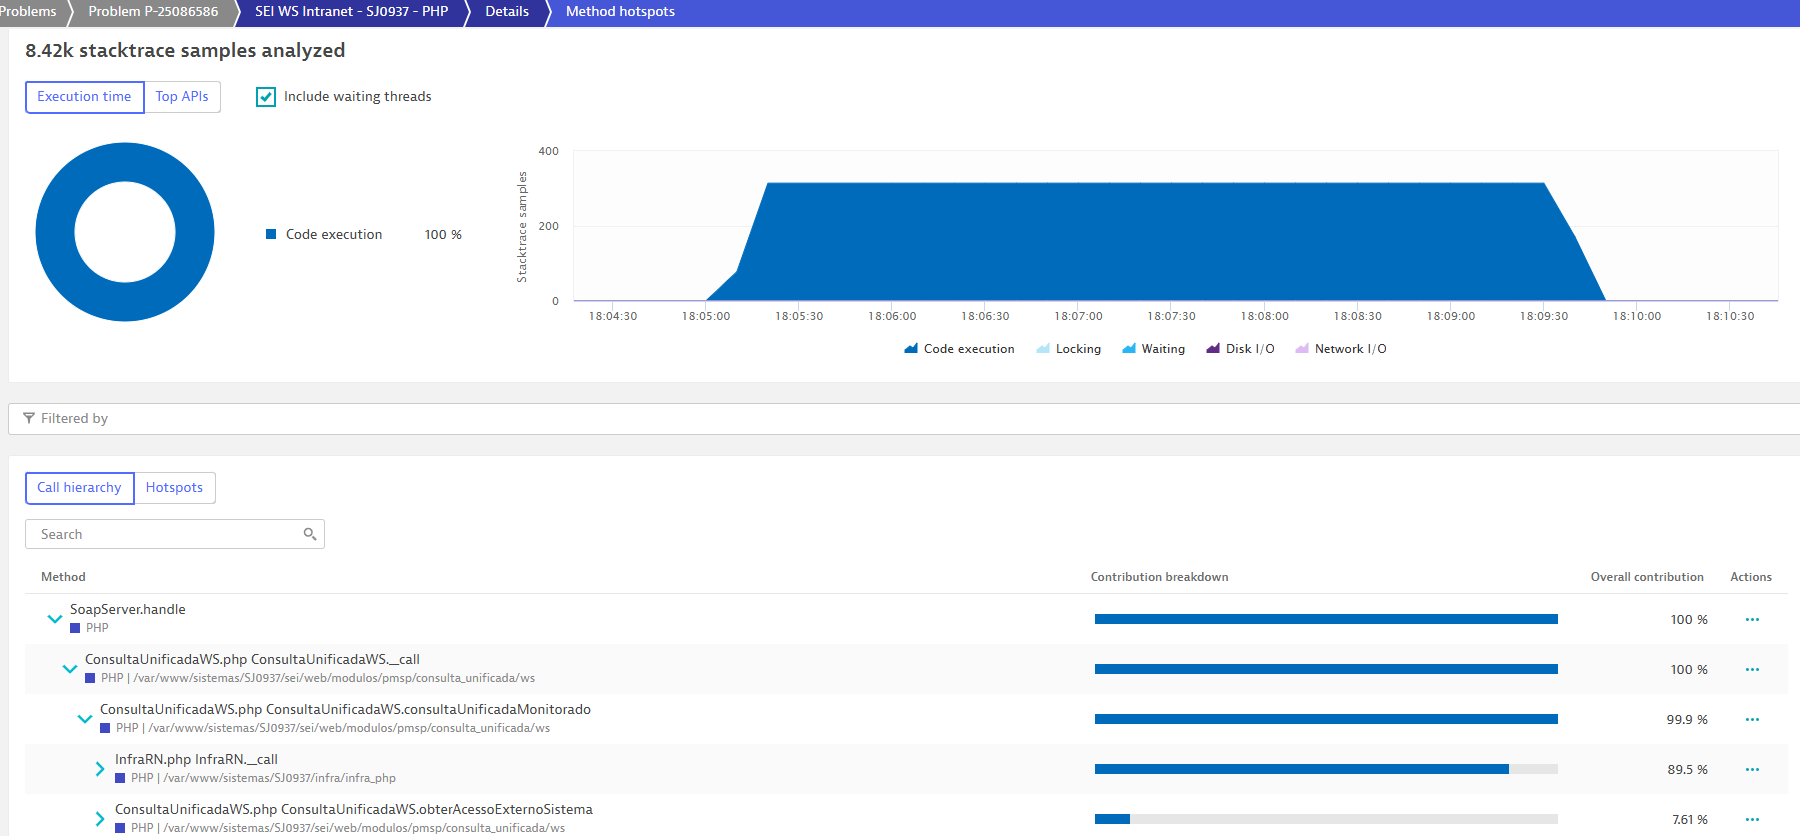 Problems
Problem P-25086586
SEI WS Intranet - SJ0937 - PHP
Details
Method hotspots
8.42k stacktrace samples analyzed
Execution time
Top APIs
Include waiting threads
Code execution 100 %
Stacktrace samples
400
200
0
18:04:30 18:05:00 18:05:30 18:06:00 18:06:30 18:07:00 18:07:30 18:08:00 18:08:30 18:09:00 18:09:30 18:10:00 18:10:30
Code execution Locking Waiting Disk I/O Network I/O
Filtered by
Call hierarchy
Hotspots
Search
Method Contribution breakdown Overall contribution Actions
SoapServer.handle
PHP
100 %
ConsultaUnificadaWS.php ConsultaUnificadaWS.__call
PHP | /var/www/sistemas/SJ0937/sei/web/modulos/pmsp/consulta_unificada/ws
100 %
ConsultaUnificadaWS.php ConsultaUnificadaWS.consultaUnificadaMonitorado
PHP | /var/www/sistemas/SJ0937/sei/web/modulos/pmsp/consulta_unificada/ws
99.9 %
InfraRN.php InfraRN.__call
PHP | /var/www/sistemas/SJ0937/infra/infra_php
89.5 %
ConsultaUnificadaWS.php ConsultaUnificadaWS.obterAcessoExternoSistema
PHP | /var/www/sistemas/SJ0937/sei/web/modulos/pmsp/consulta_unificada/ws
7.61 %